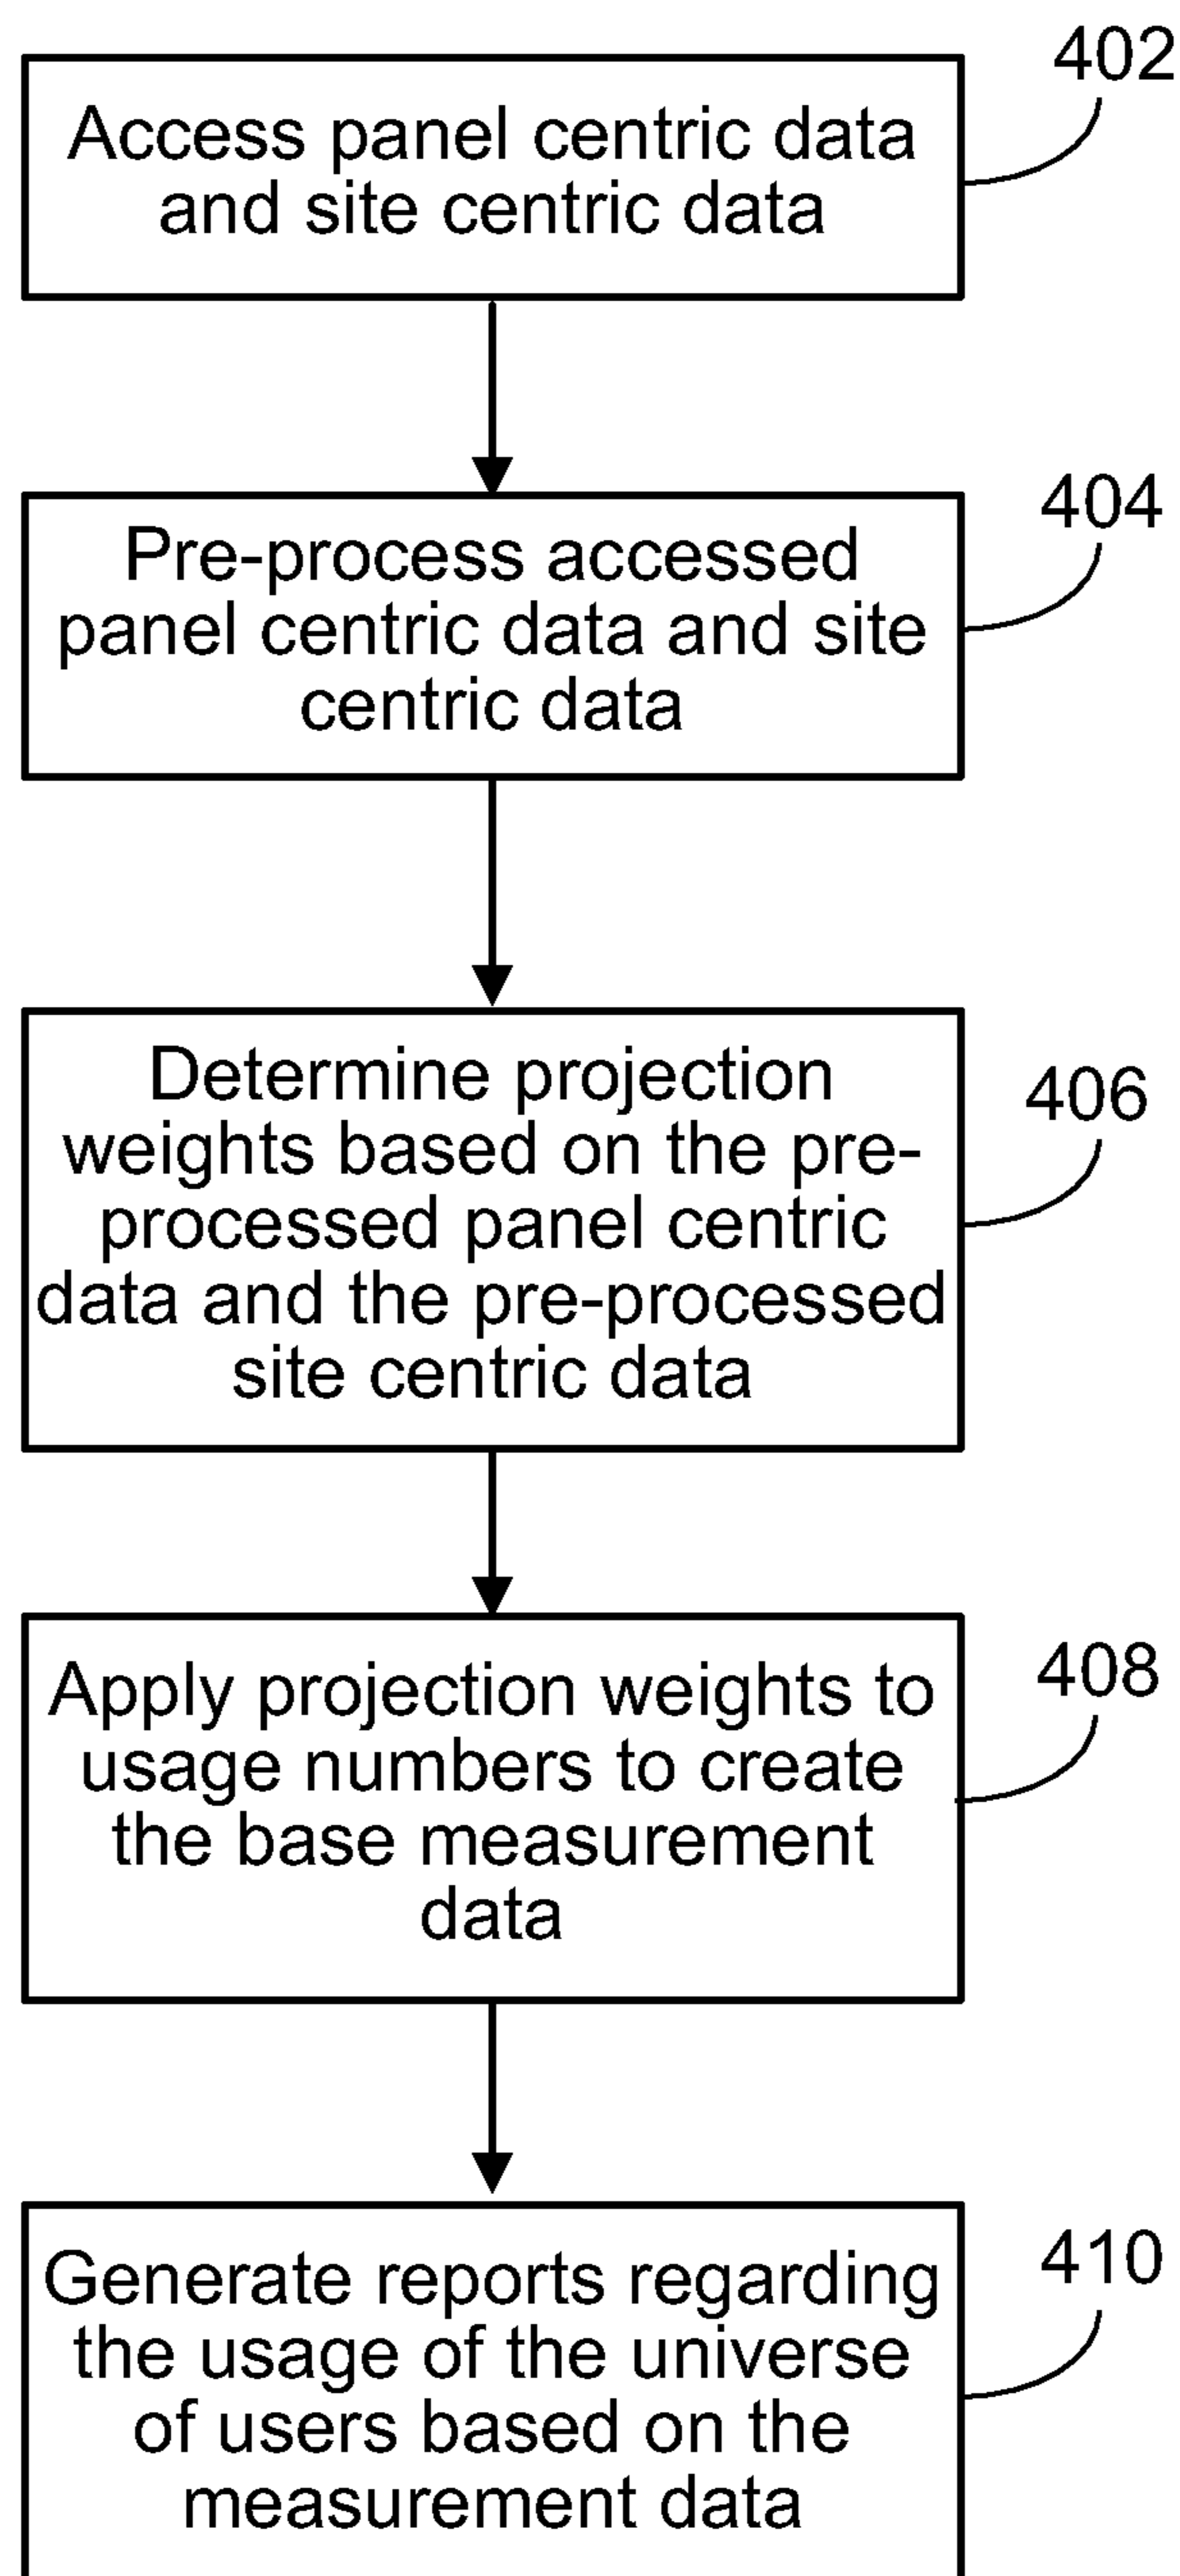 402
Access panel centric data
and site centric data
404
Pre-process accessed
panel centric data and site
centric data
406
Determine projection
weights based on the pre-
processed panel centric
data and the pre-processed
site centric data
408
Apply projection weights to
usage numbers to create
the base measurement
data
410
Generate reports regarding
the usage of the universe
of users based on the
measurement data